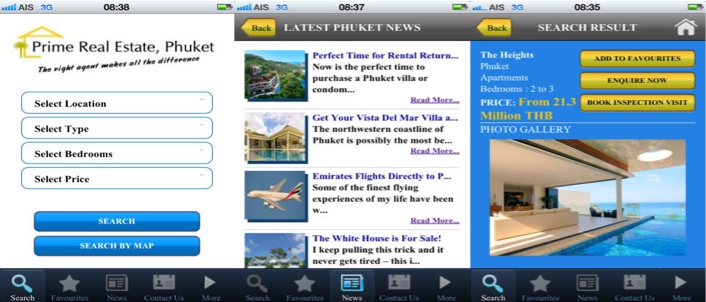 AIS 3G 08:38
Prime Real Estate, Phuket
The right agent makes all the difference
Select Location
Select Type
Select Bedrooms
Select Price
SEARCH
SEARCH BY MAP
Search Favourites News Contact Us More
AIS 3G 08:37
Back LATEST PHUKET NEWS
Perfect Time for Rental Return...
Now is the perfect time to
purchase a Phuket villa or
condom...
Read More...
Get Your Vista Del Mar Villa a...
The northwestern coastline of
Phuket is possibly the most be...
Read More...
Emirates Flights Directly to P...
Some of the finest flying
experiences of my life have been
w...
Read More...
The White House is For Sale!
I keep pulling this trick and it
never gets tired – this i...
Search Favourites News Contact Us More
AIS 3G 08:35
Back SEARCH RESULT
The Heights
Phuket
Apartments
Bedrooms : 2 to 3
PRICE: From 21.3
Million THB
ADD TO FAVOURITES
ENQUIRE NOW
BOOK INSPECTION VISIT
PHOTO GALLERY
Search Favourites News Contact Us More